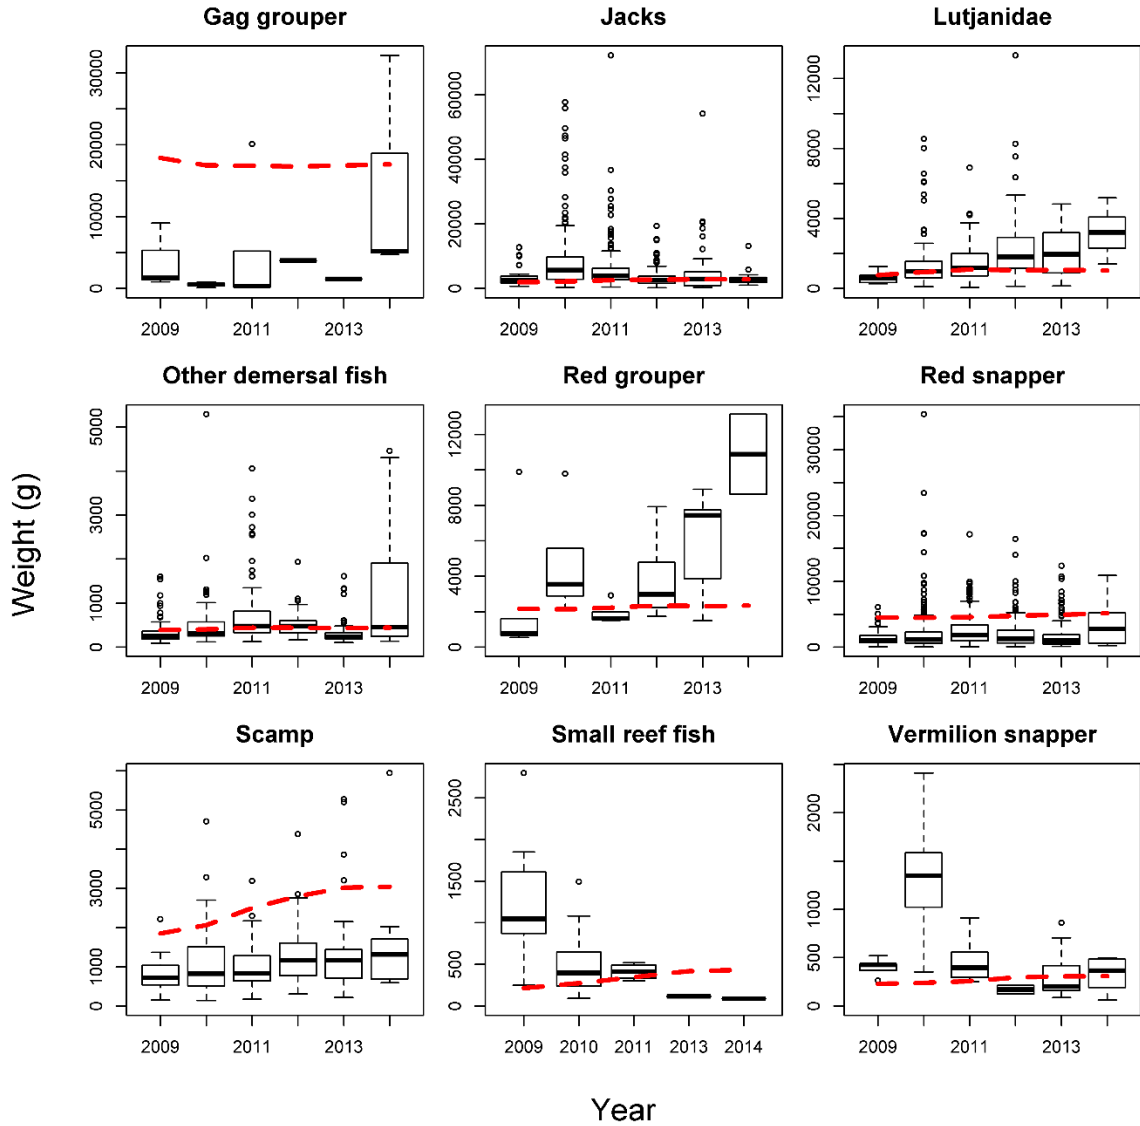 Gag grouper
Jacks
Lutjanidae
0 10000 20000 30000
0 20000 40000 60000
0 4000 8000 12000
2009 2011 2013
2009 2011 2013
2009 2011 2013
Other demersal fish
Red grouper
Red snapper
Weight (g)
0 1000 3000 5000
0 4000 8000 12000
0 10000 20000 30000
2009 2011 2013
2009 2011 2013
2009 2011 2013
Scamp
Small reef fish
Vermilion snapper
0 1000 3000 5000
0 500 1500 2500
0 500 1000 2000
2009 2011 2013
2009 2010 2011 2013 2014
2009 2011 2013
Year